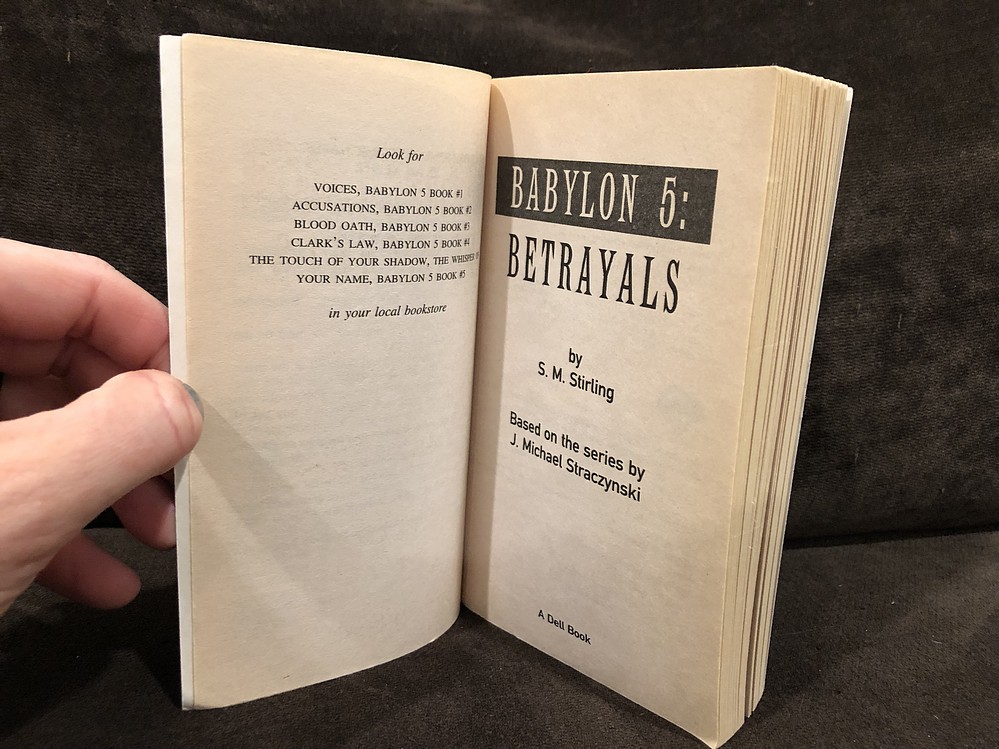 Look for
VOICES, BABYLON 5 BOOK #1
ACCUSATIONS, BABYLON 5 BOOK #2
BLOOD OATH, BABYLON 5 BOOK #3
CLARK'S LAW, BABYLON 5 BOOK #4
THE TOUCH OF YOUR SHADOW, THE WHISPER
YOUR NAME, BABYLON 5 BOOK #5
in your local bookstore
BABYLON 5:
BETRAYALS
by
S. M. Stirling
Based on the series by
J. Michael Straczynski
A Dell Book